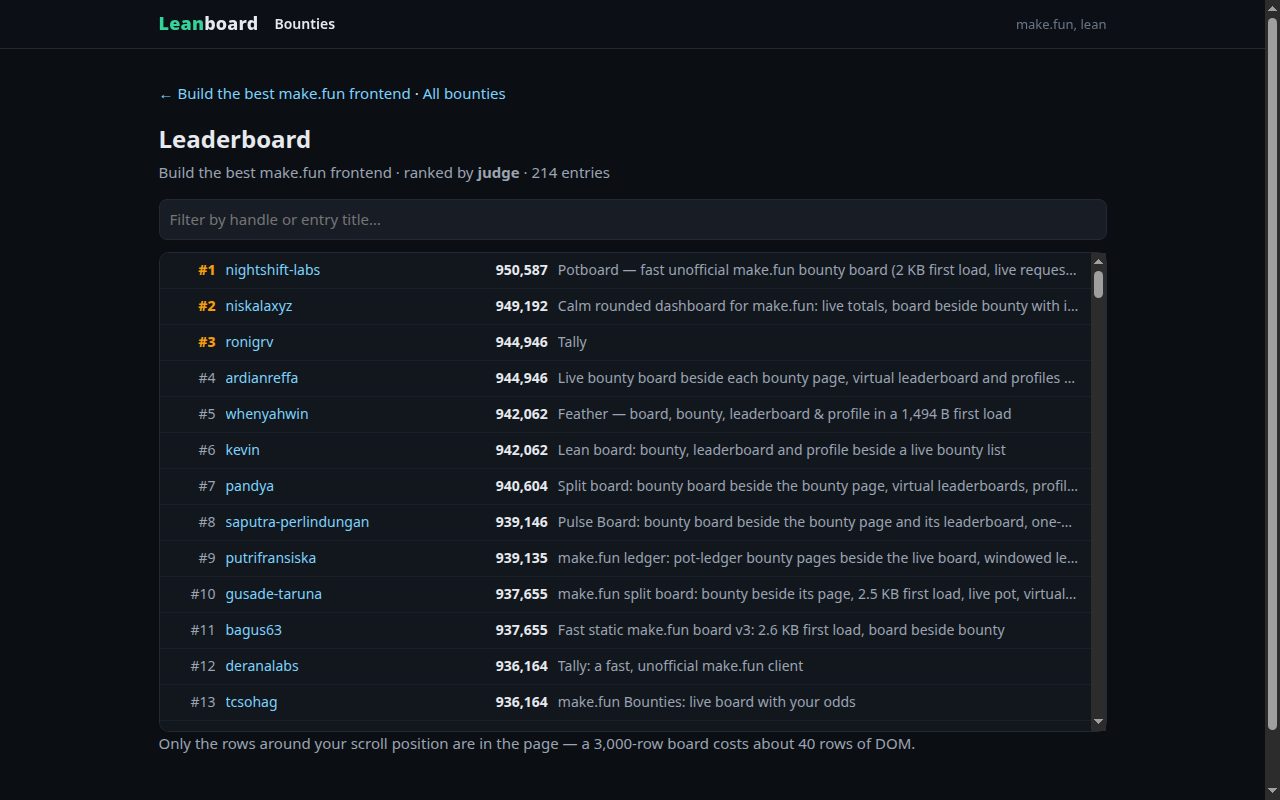 Leanboard Bounties make.fun, lean
← Build the best make.fun frontend · All bounties
Leaderboard
Build the best make.fun frontend · ranked by judge · 214 entries
Filter by handle or entry title...
#1 nightshift-labs 950,587 Potboard — fast unofficial make.fun bounty board (2 KB first load, live reques...
#2 niskalaxyz 949,192 Calm rounded dashboard for make.fun: live totals, board beside bounty with i...
#3 ronigrv 944,946 Tally
#4 ardianreffa 944,946 Live bounty board beside each bounty page, virtual leaderboard and profiles ...
#5 whenyahwin 942,062 Feather — board, bounty, leaderboard & profile in a 1,494 B first load
#6 kevin 942,062 Lean board: bounty, leaderboard and profile beside a live bounty list
#7 pandya 940,604 Split board: bounty board beside the bounty page, virtual leaderboards, profil...
#8 saputra-perlindungan 939,146 Pulse Board: bounty board beside the bounty page and its leaderboard, one-...
#9 putrifransiska 939,135 make.fun ledger: pot-ledger bounty pages beside the live board, windowed le...
#10 gusade-taruna 937,655 make.fun split board: bounty beside its page, 2.5 KB first load, live pot, virtual...
#11 bagus63 937,655 Fast static make.fun board v3: 2.6 KB first load, board beside bounty
#12 deranalabs 936,164 Tally: a fast, unofficial make.fun client
#13 tcsohag 936,164 make.fun Bounties: live board with your odds
Only the rows around your scroll position are in the page — a 3,000-row board costs about 40 rows of DOM.